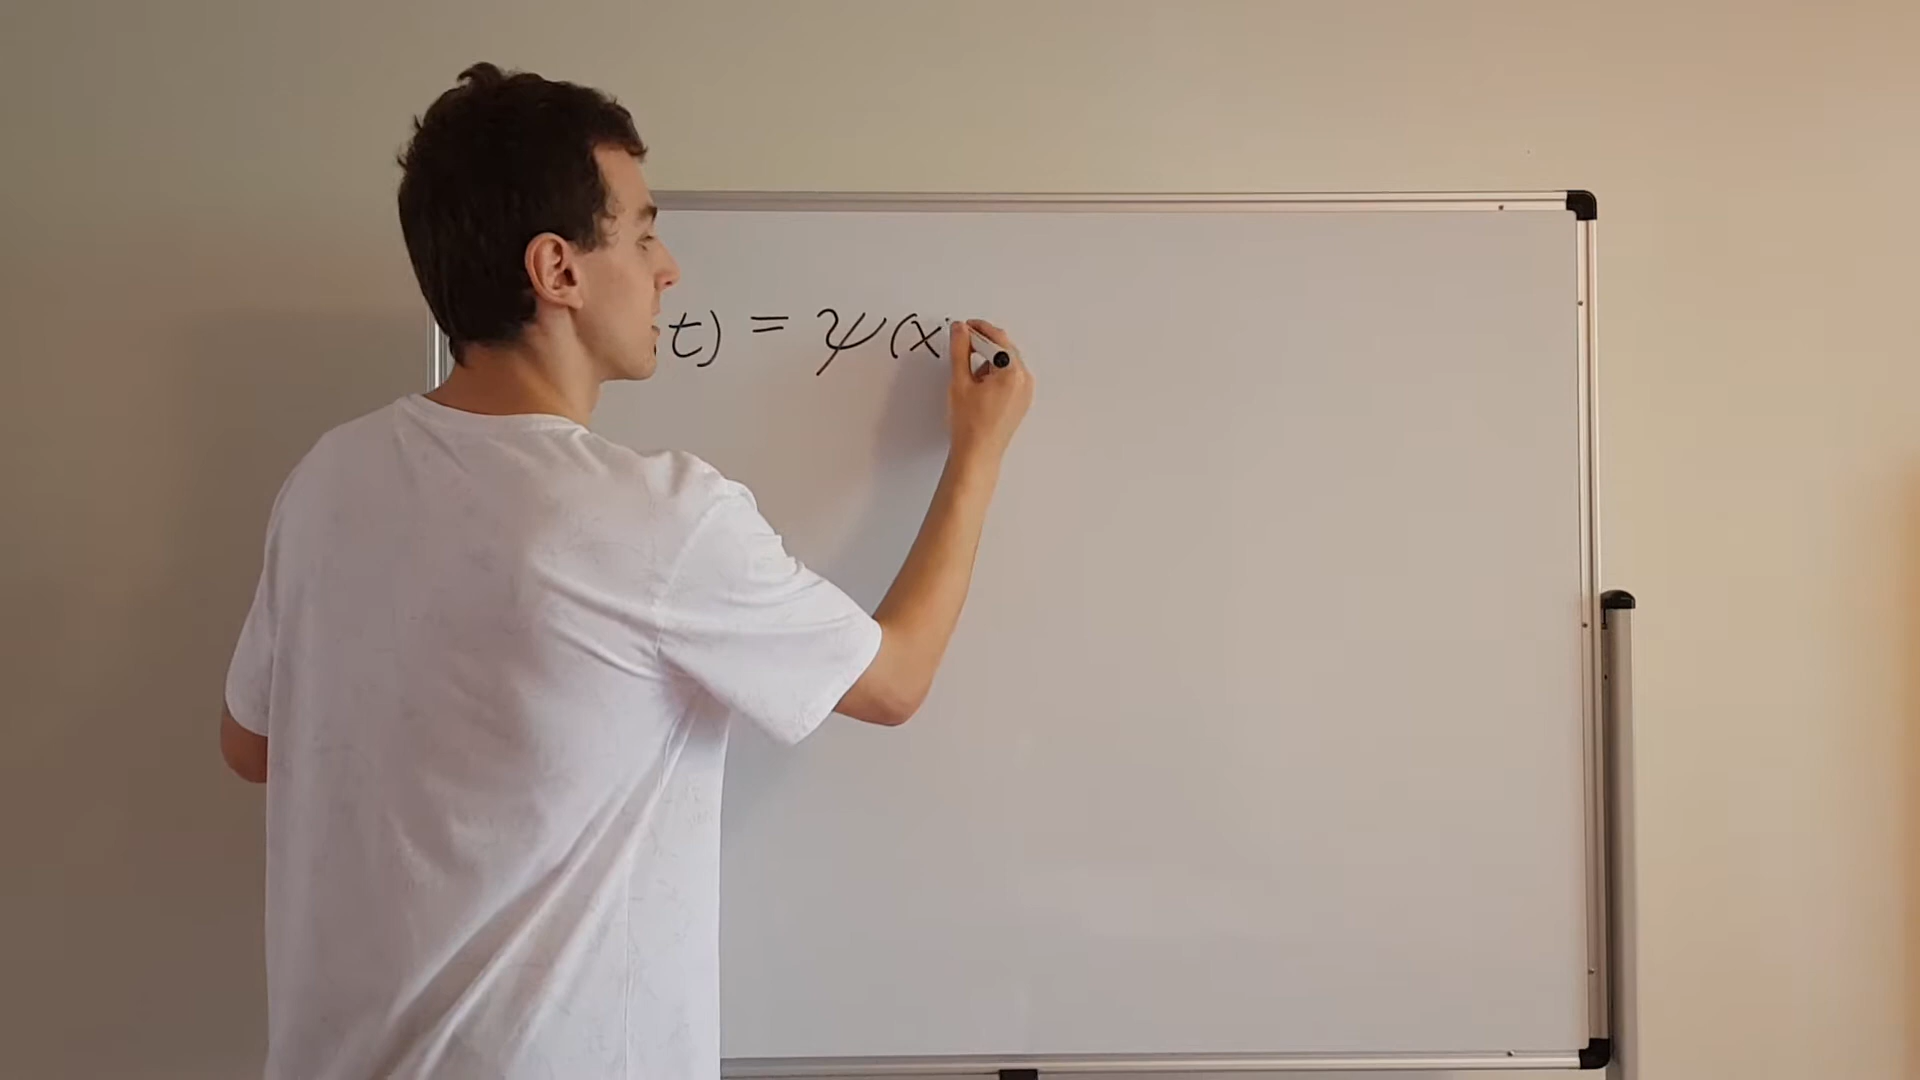 t) = ψ(x